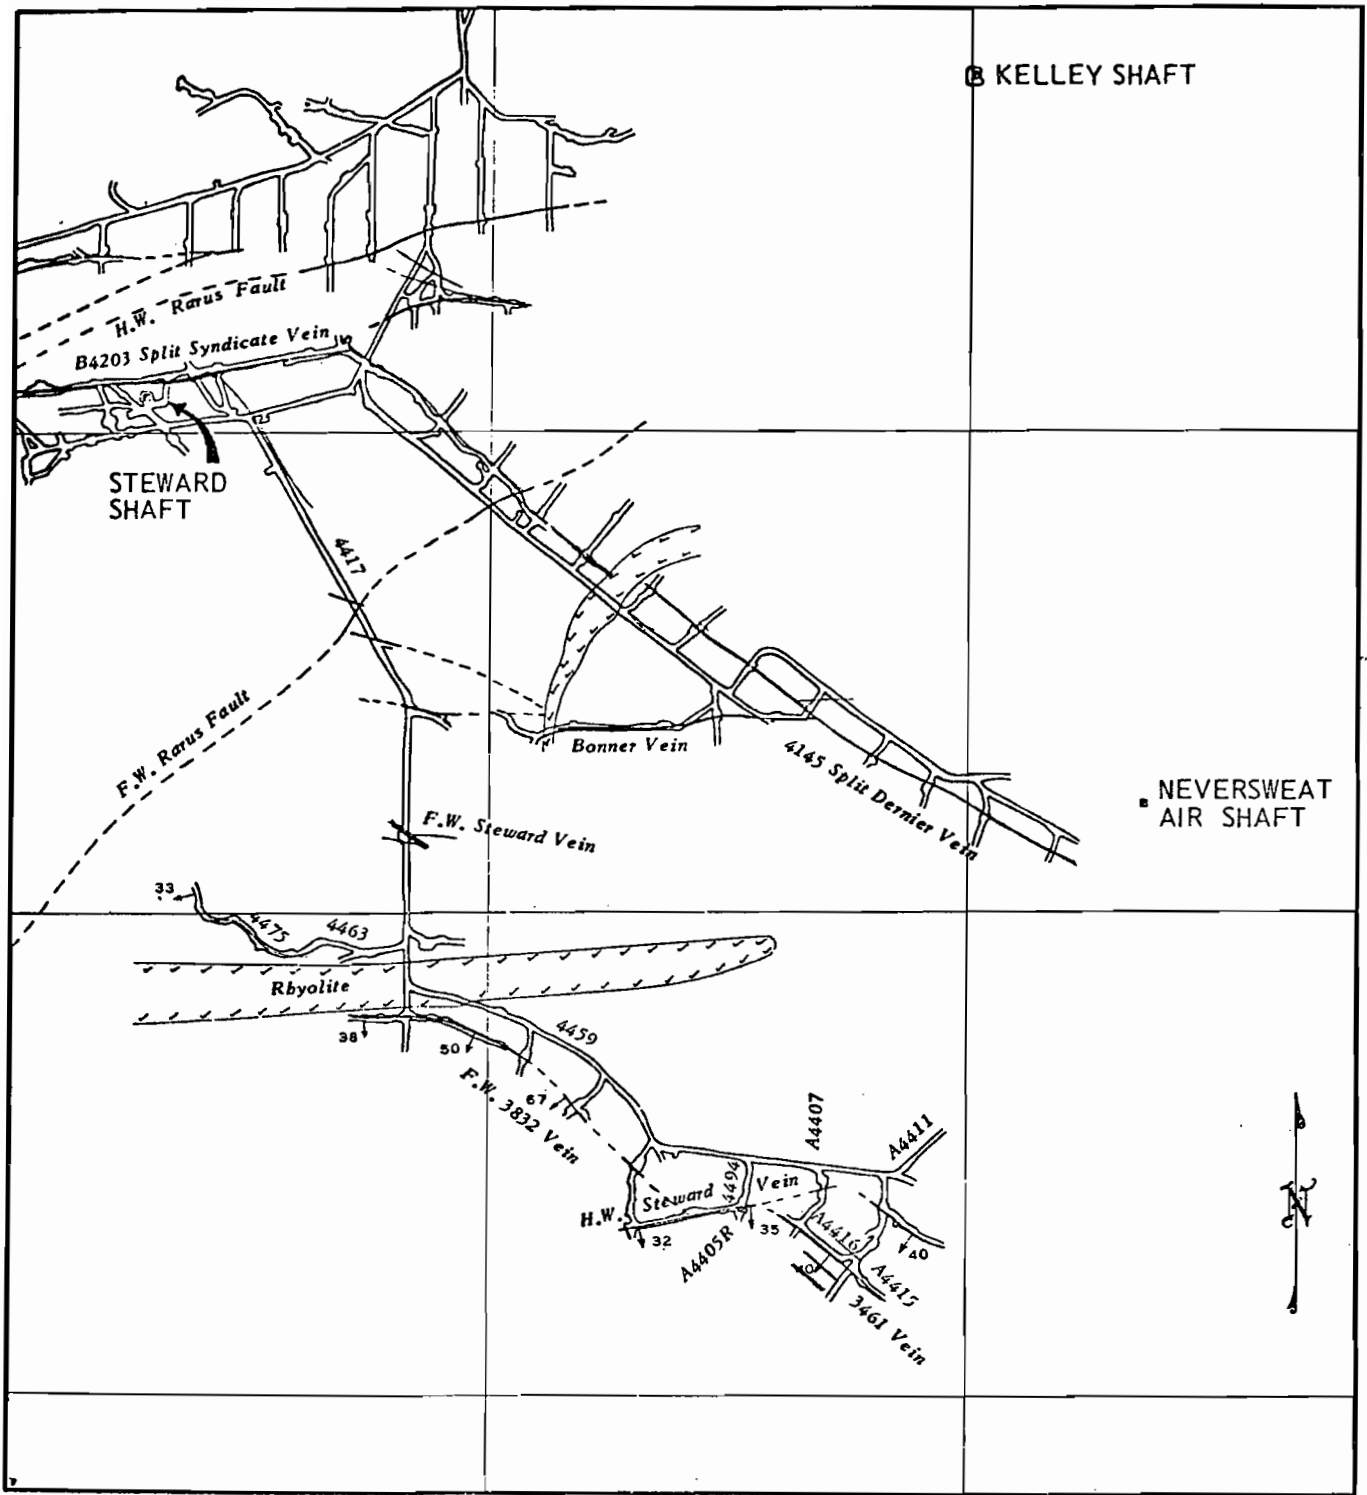 KELLEY SHAFT
H.W. Rarus Fault
B4203 Split Syndicate Vein
STEWARD
SHAFT
4417
F.W. Rarus Fault
Bonner Vein
4145 Split Dernier Vein
NEVERSWEAT
AIR SHAFT
F.W. Steward Vein
33
4475
4463
Rhyolite
38
50
4459
F.W. 3832 Vein
67
A4407
A4411
H.W. Steward Vein
4494
32
35
A4405R
A4416
40
A4415
3461 Vein
N